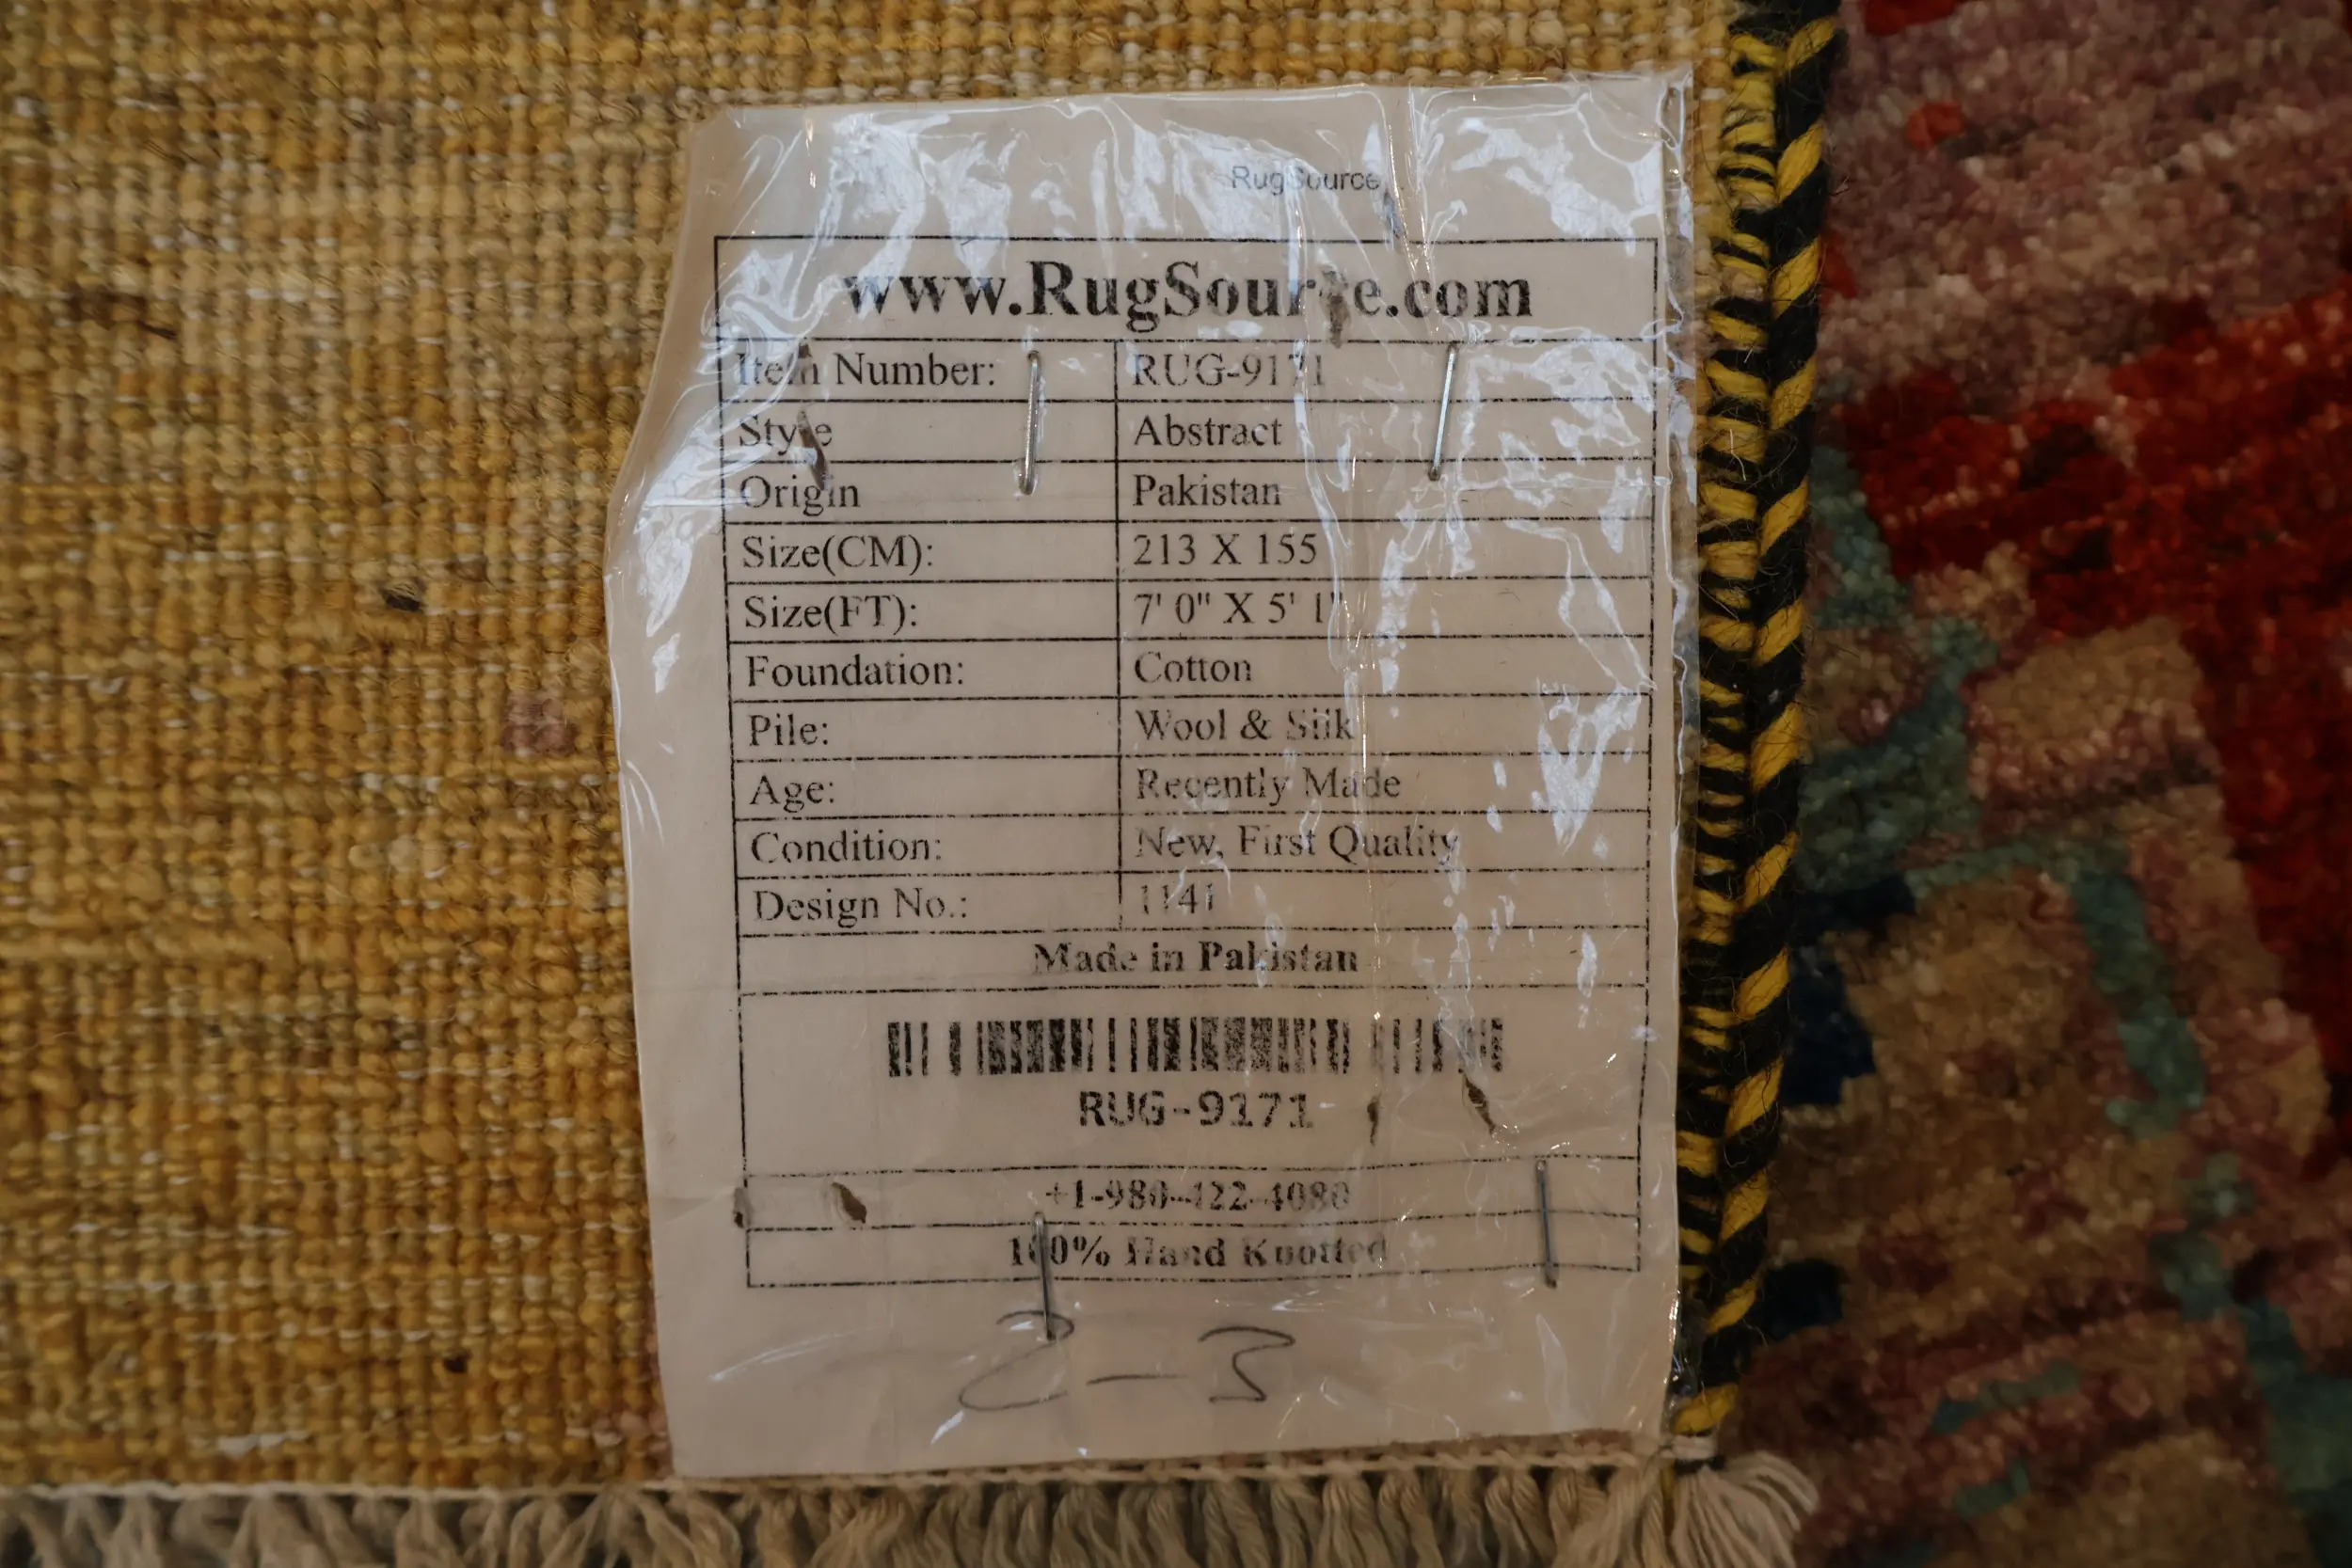 RugSource
www.RugSource.com
Item Number: RUG-9171
Style Abstract
Origin Pakistan
Size(CM): 213 X 155
Size(FT): 7' 0" X 5' 1"
Foundation: Cotton
Pile: Wool & Silk
Age: Recently Made
Condition: New, First Quality
Design No.: 1141
Made in Pakistan
RUG-9171
+1-980-422-4080
100% Hand Knotted
2-3